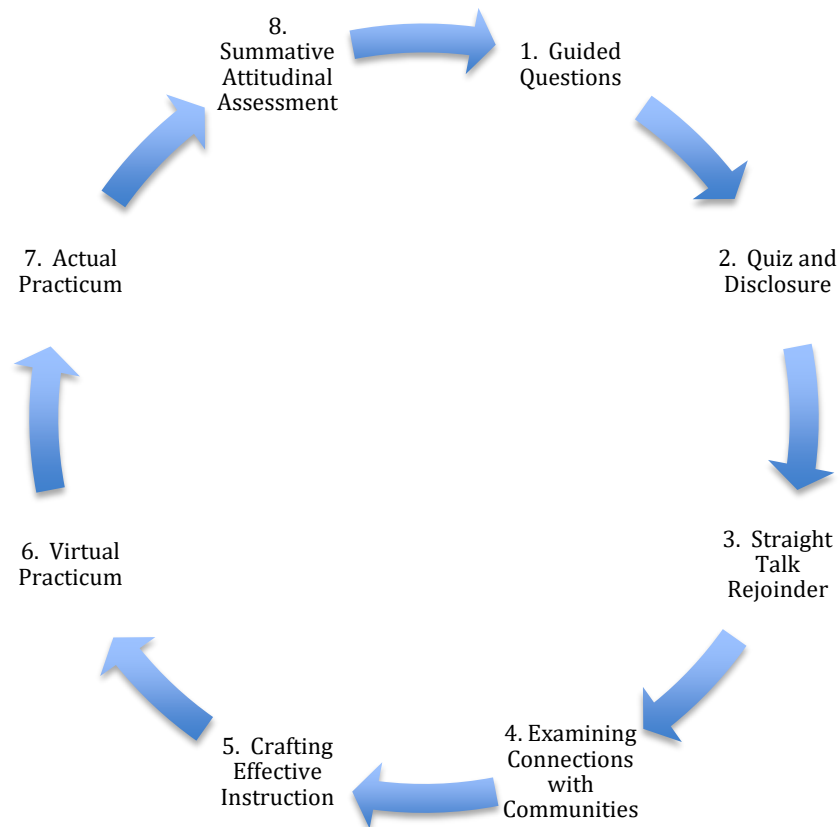 1. Guided
Questions
2. Quiz and
Disclosure
3. Straight
Talk
Rejoinder
4. Examining
Connections
with
Communities
5. Crafting
Effective
Instruction
6. Virtual
Practicum
7. Actual
Practicum
8.
Summative
Attitudinal
Assessment